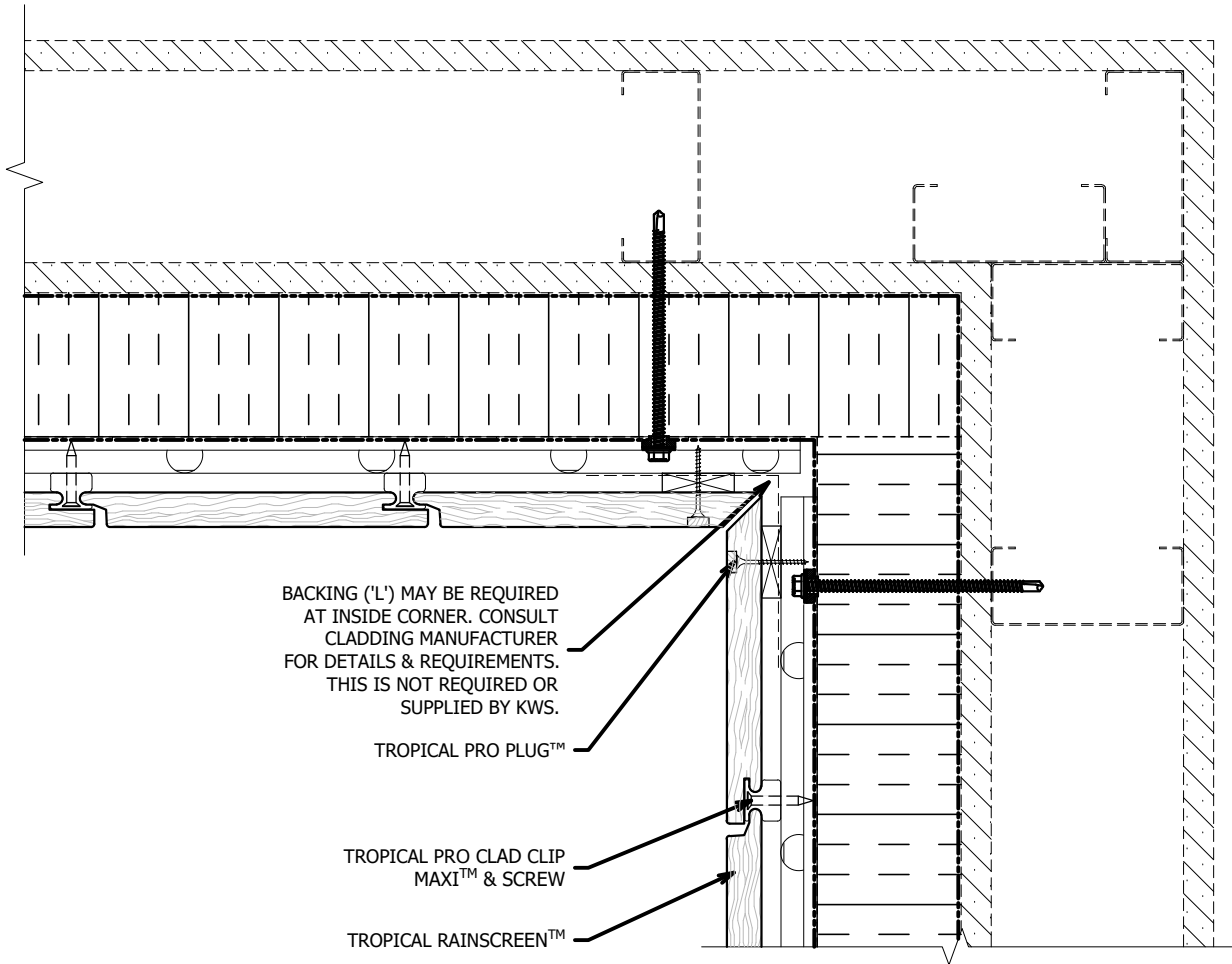 BACKING ('L') MAY BE REQUIRED
AT INSIDE CORNER. CONSULT
CLADDING MANUFACTURER
FOR DETAILS & REQUIREMENTS.
THIS IS NOT REQUIRED OR
SUPPLIED BY KWS.
TROPICAL PRO PLUG™
TROPICAL PRO CLAD CLIP
MAXI™ & SCREW
TROPICAL RAINSCREEN™